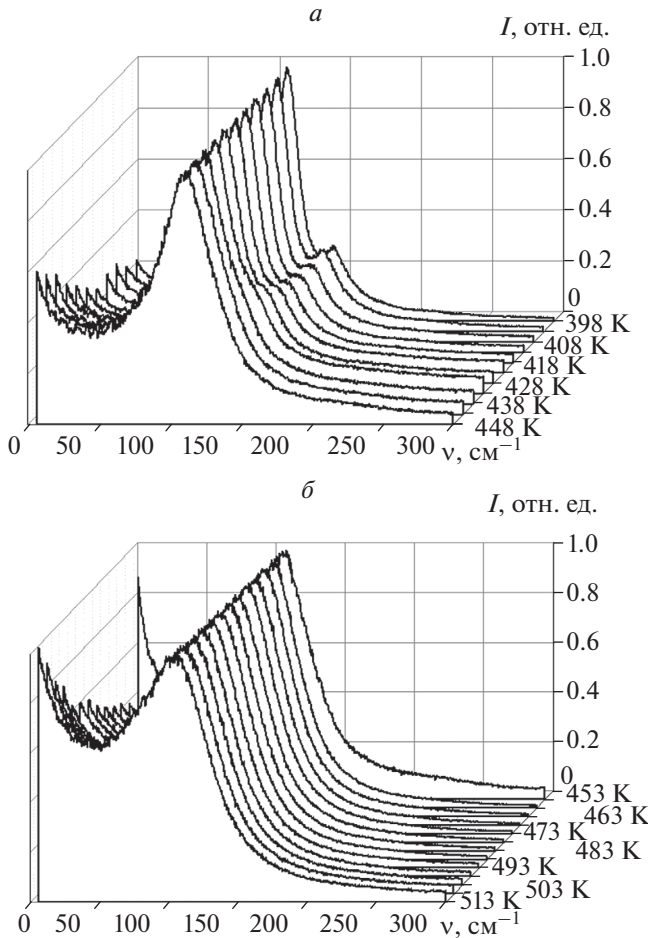 а
I, отн. ед.
1.0
0.8
0.6
0.4
0.2
0
398 K
408 K
418 K
428 K
438 K
448 K
0 50 100 150 200 250 300 ν, см−1
б
I, отн. ед.
1.0
0.8
0.6
0.4
0.2
0
453 K
463 K
473 K
483 K
493 K
503 K
513 K
0 50 100 150 200 250 300 ν, см−1